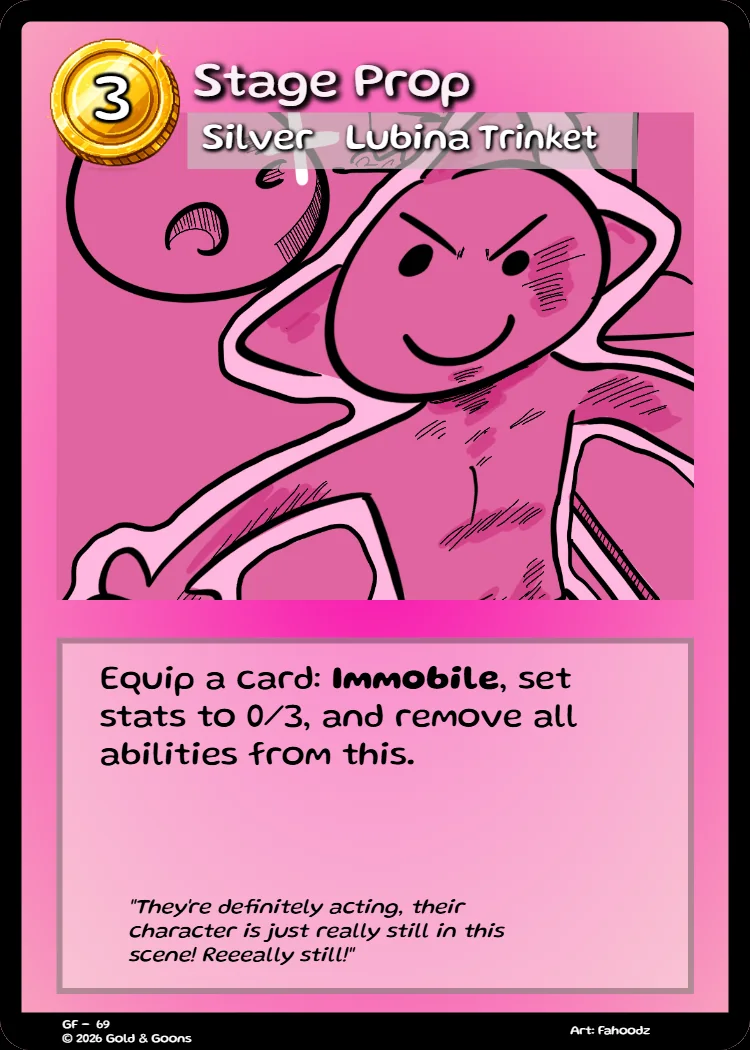 3
Stage Prop
Silver - Lubina Trinket
Equip a card: Immobile, set
stats to 0/3, and remove all
abilities from this.
"They're definitely acting, their
character is just really still in this
scene! Reeeally still!"
GF - 69
© 2026 Gold & Goons
Art: Fahoodz